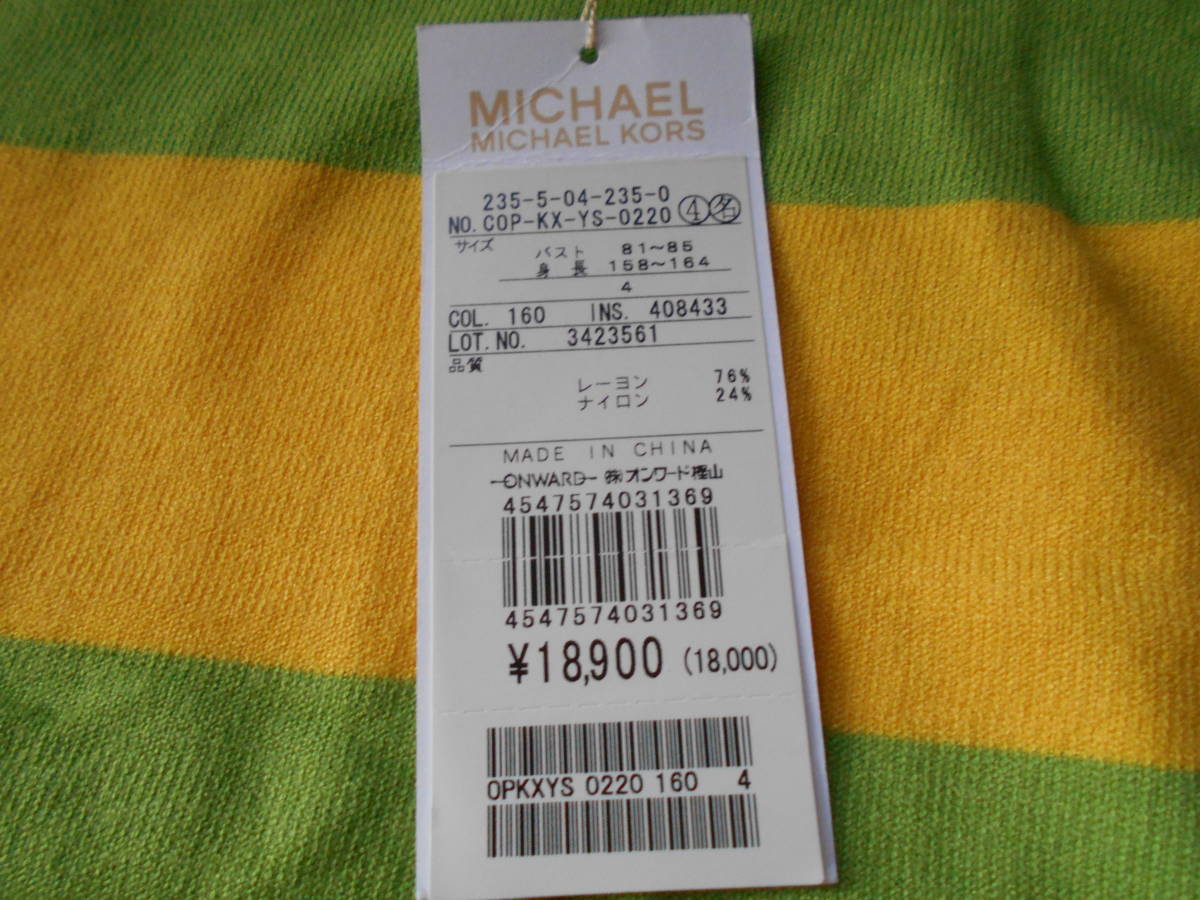 MICHAEL
MICHAEL KORS
235-5-04-235-0
NO. COP-KX-YS-0220 ④ 名
サイズ バスト 81～85
身長 158～164
4
COL. 160 INS. 408433
LOT. NO. 3423561
品質
レーヨン 76%
ナイロン 24%
MADE IN CHINA
ONWARD ㈱オンワード樫山
4547574031369
4547574031369
¥18,900 (18,000)
OPKXYS 0220 160 4